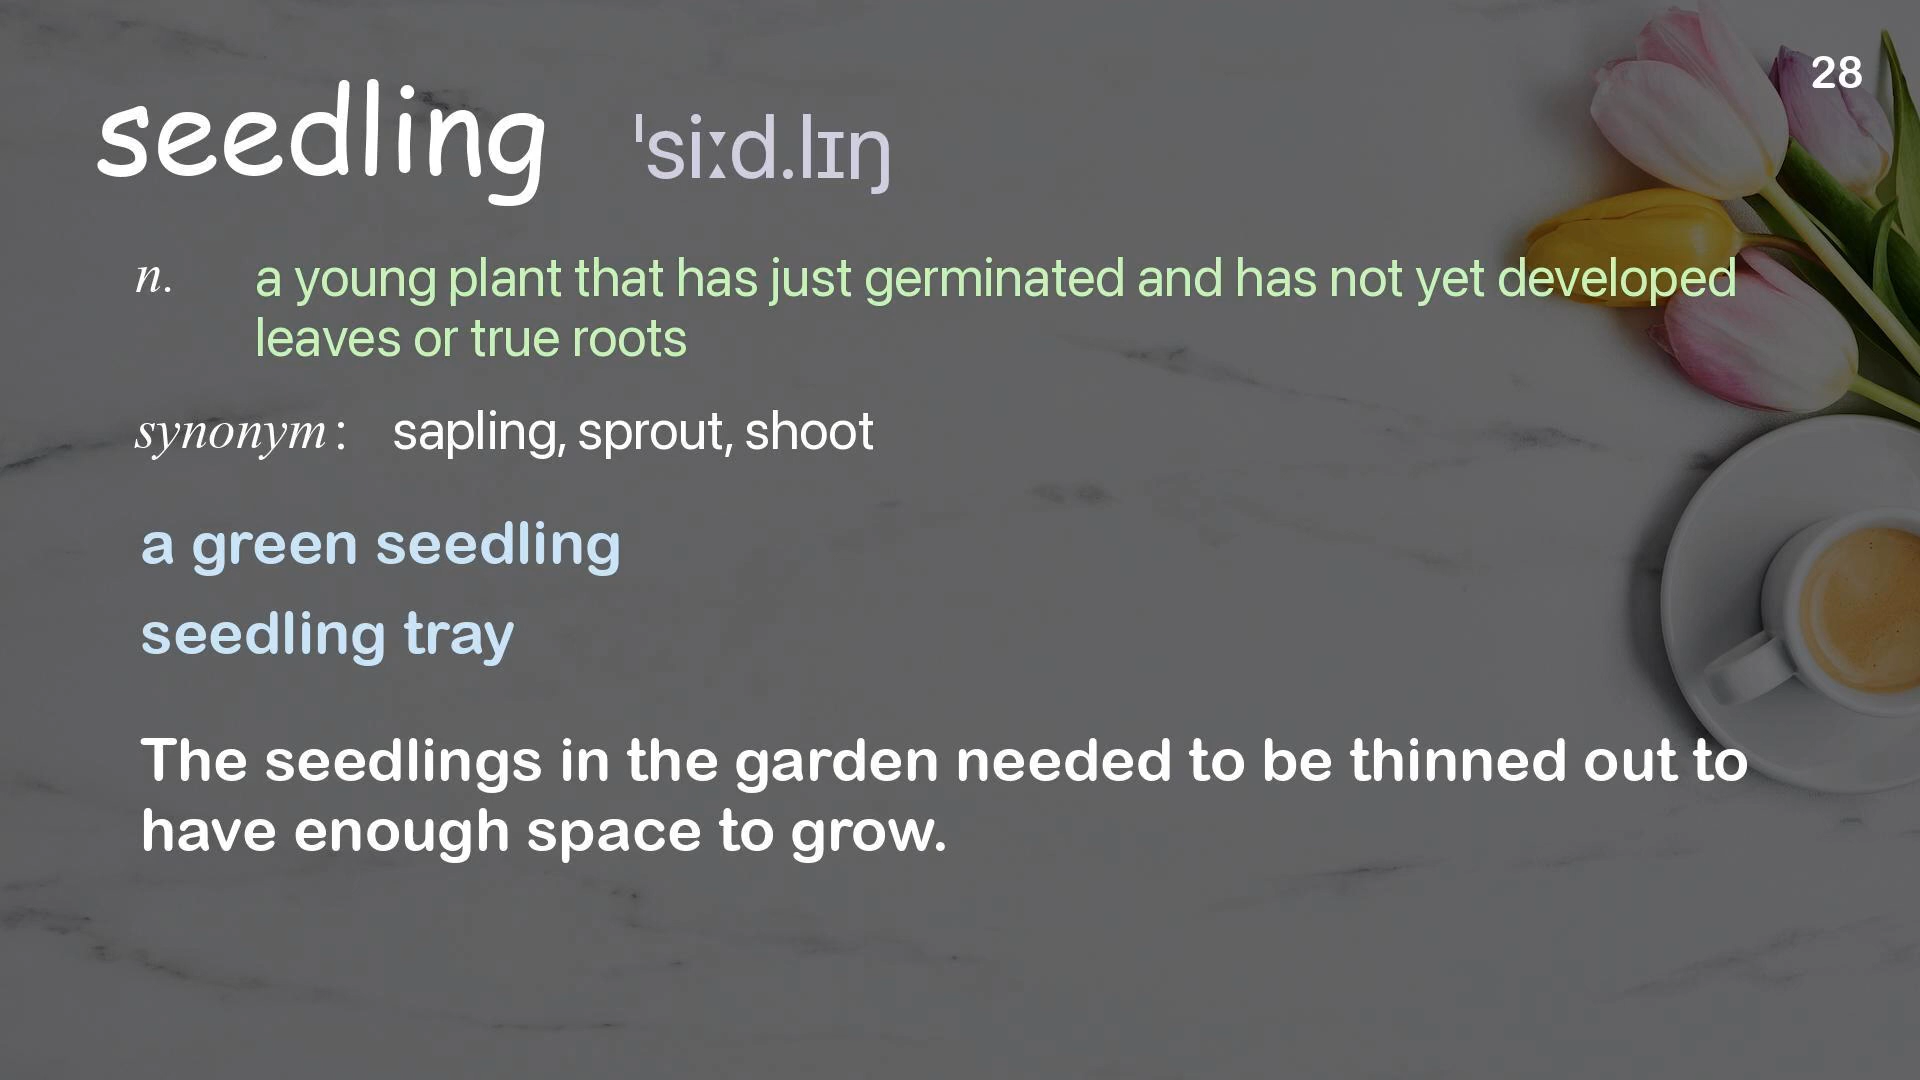 28
seedling ˈsiːd.lɪŋ
n. a young plant that has just germinated and has not yet developed
leaves or true roots
synonym: sapling, sprout, shoot
a green seedling
seedling tray
The seedlings in the garden needed to be thinned out to
have enough space to grow.